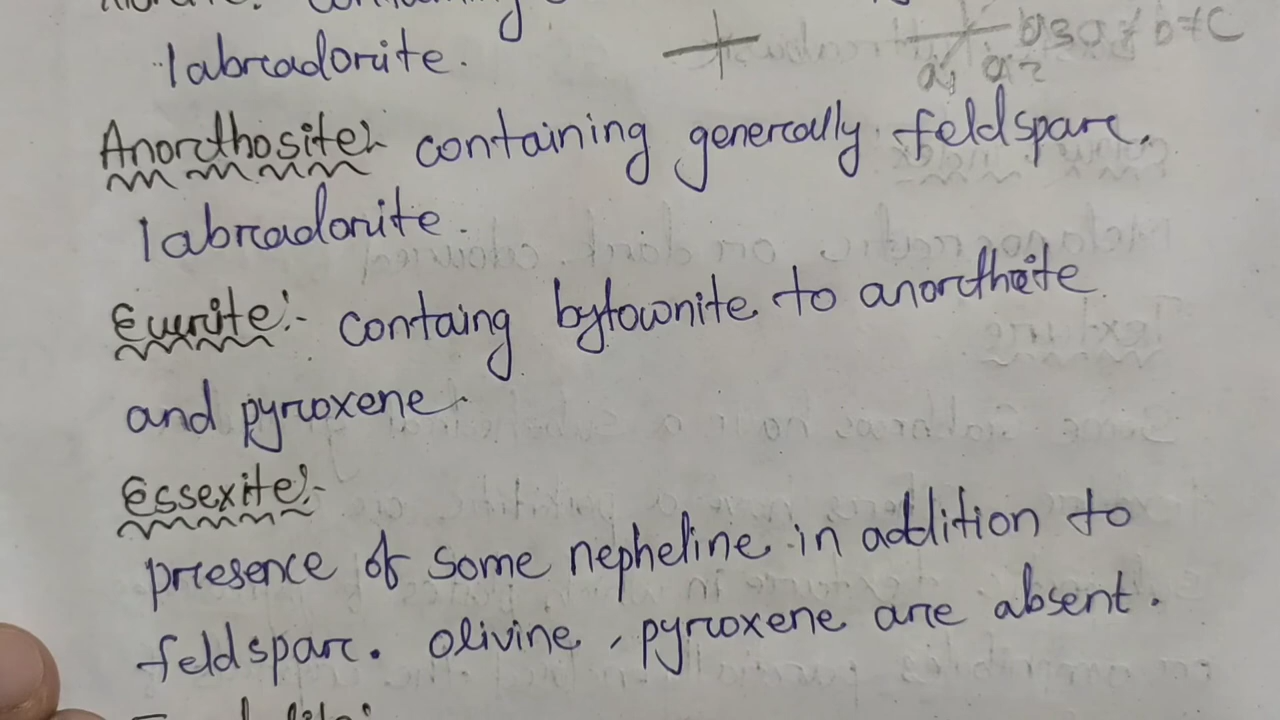 labradorite.
Anorthosite:- containing generally feldspar.
labradorite.
Eucrite:- containg bytownite to anorthite
and pyroxene.
Essexite:-
presence of some nepheline in addition to
feldspar. olivine, pyroxene are absent.